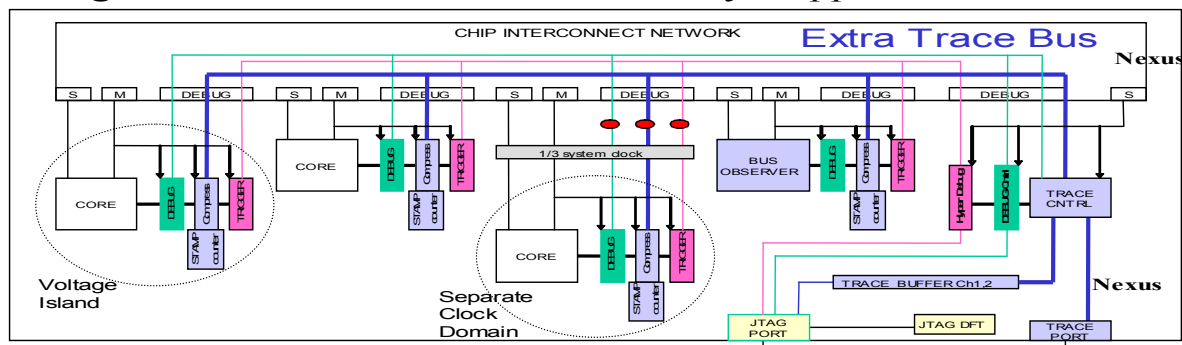 CHIP INTERCONNECT NETWORK
Extra Trace Bus
Nexus
S M DEBUG S M DEBUG S M DEBUG S M DEBUG DEBUG S
1/3 system clock
CORE
DEBUG
Compress
TRIGGER
STAMP
counter
CORE
DEBUG
Compress
TRIGGER
STAMP
counter
CORE
DEBUG
Compress
TRIGGER
STAMP
counter
BUS
OBSERVER
DEBUG
Compress
TRIGGER
STAMP
counter
HyperDebug
DEBUG Cntrl
TRACE
CNTRL
Voltage
Island
Separate
Clock
Domain
TRACE BUFFER Ch1,2
Nexus
JTAG
PORT
JTAG DFT
TRACE
PORT